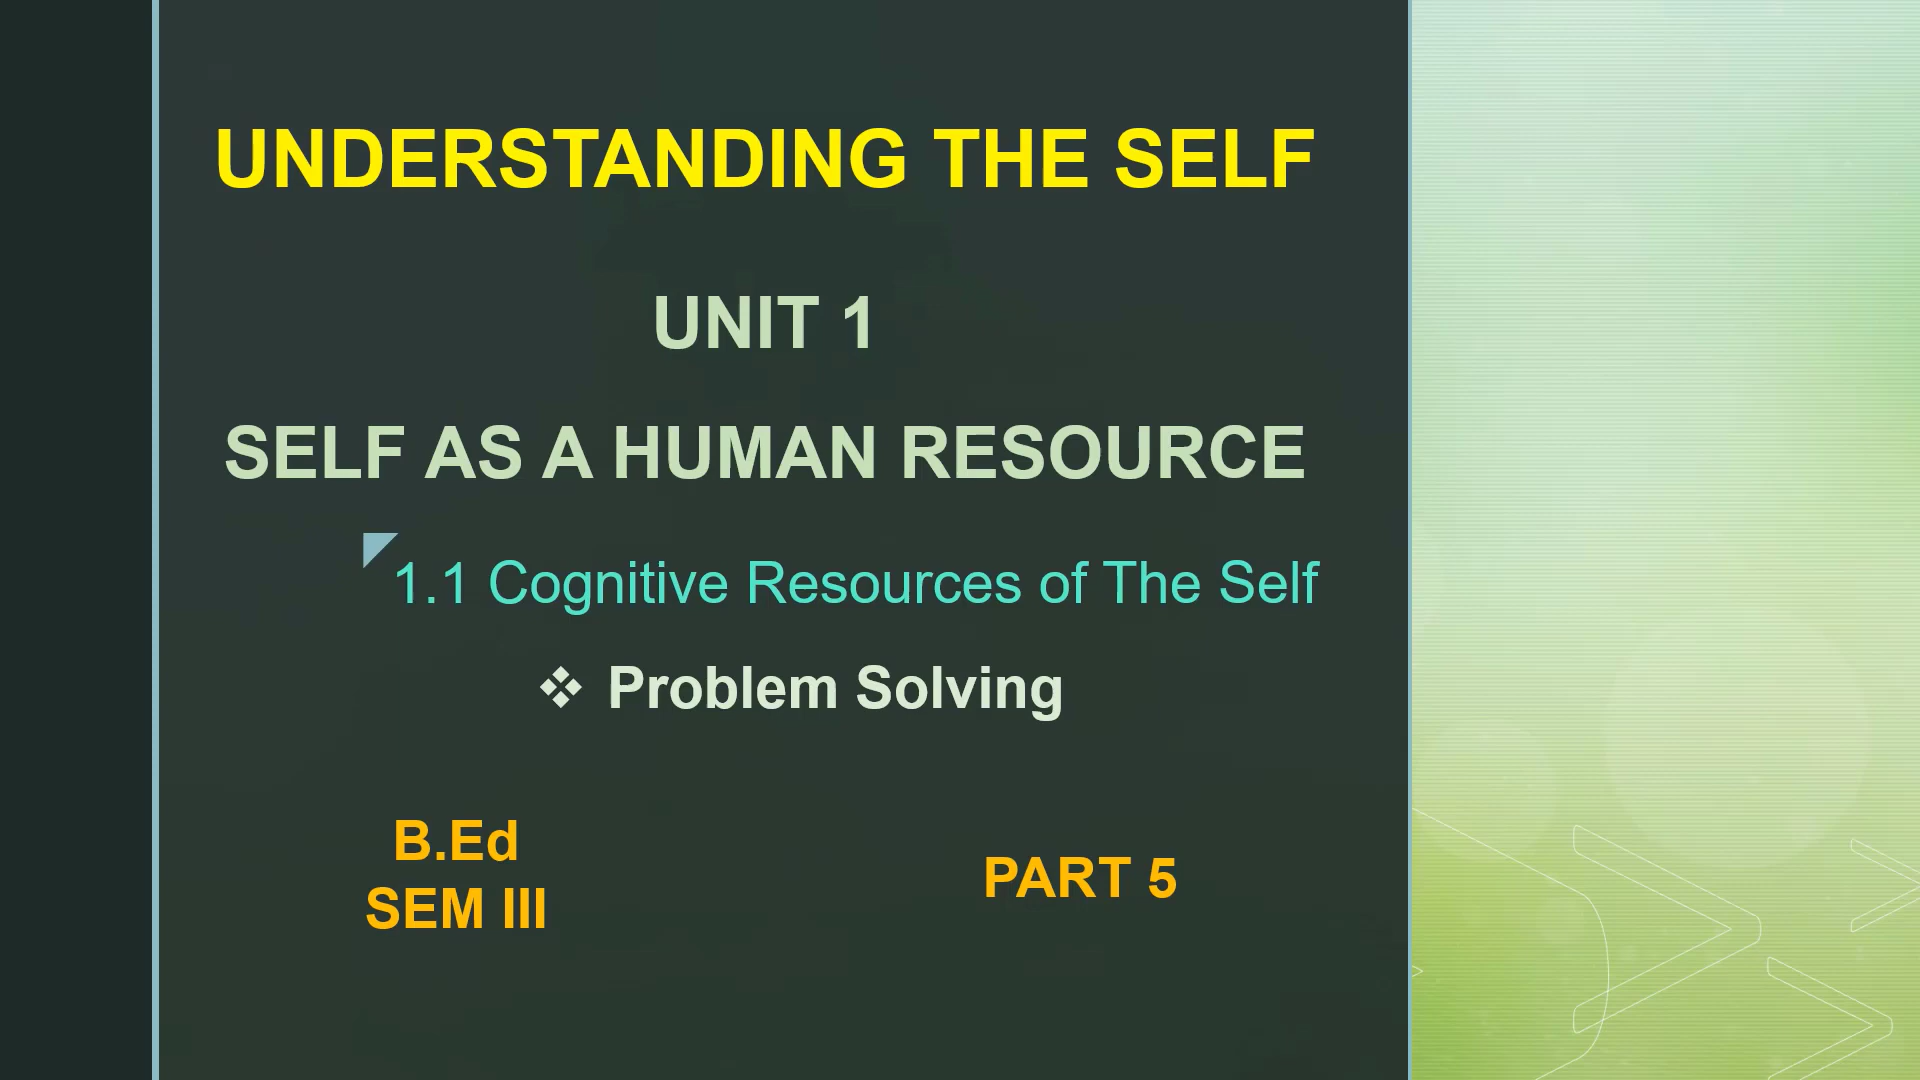 UNDERSTANDING THE SELF
UNIT 1
SELF AS A HUMAN RESOURCE
1.1 Cognitive Resources of The Self
❖ Problem Solving
B.Ed
SEM III
PART 5